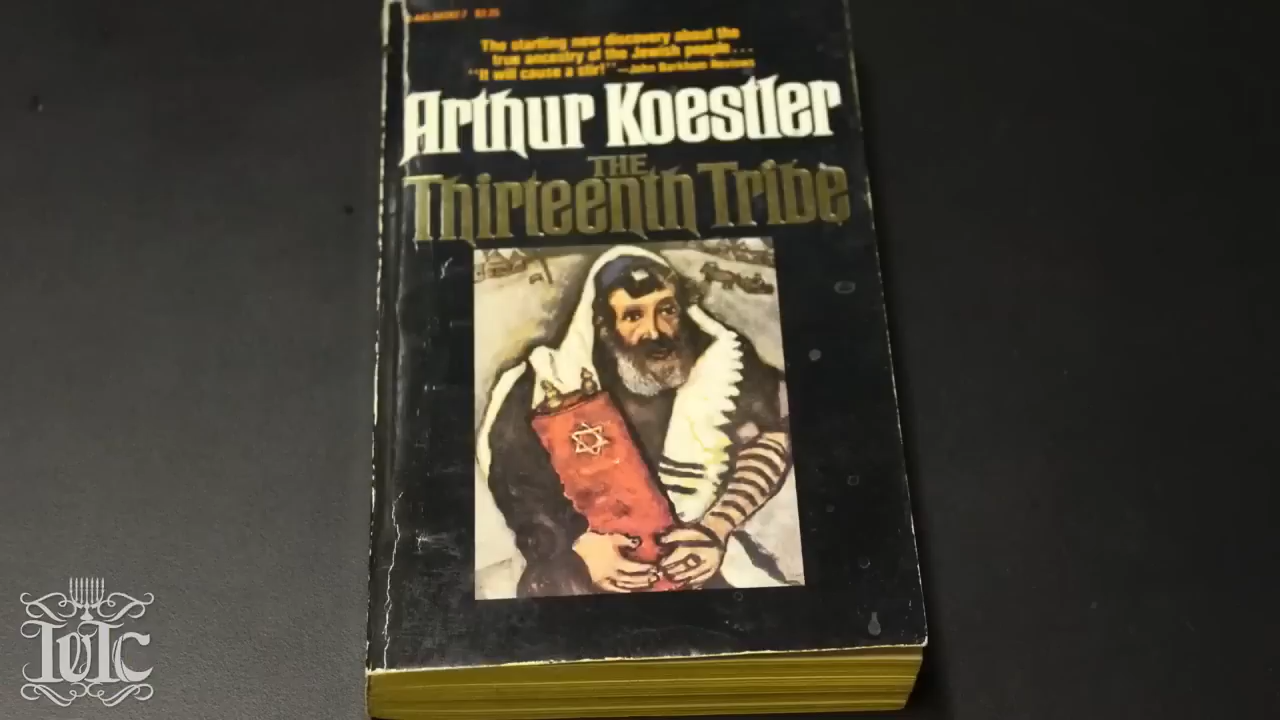 The startling new discovery about the
true ancestry of the Jewish people...
"It will cause a stir!" —John Barkham Reviews
Arthur Koestler
THE
Thirteenth Tribe
IUIC